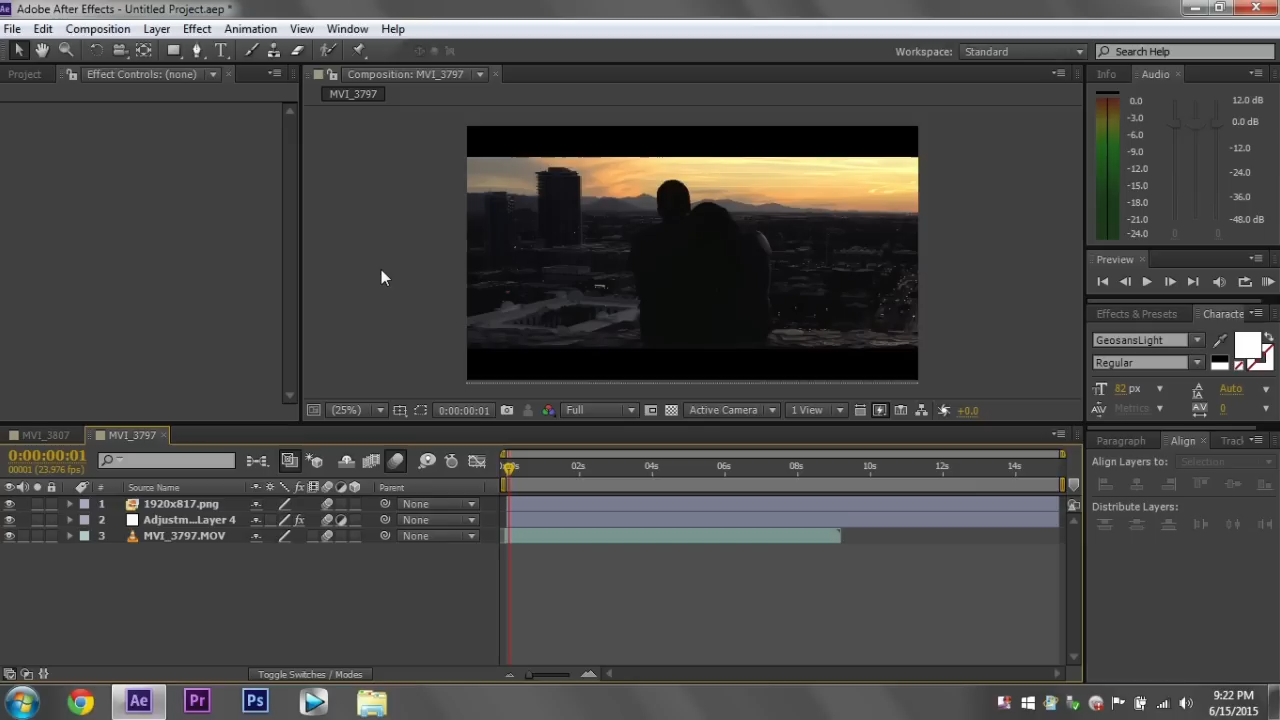 Ae Adobe After Effects - Untitled Project.aep *
File Edit Composition Layer Effect Animation View Window Help
Workspace: Standard Search Help
Project Effect Controls: (none) Composition: MVI_3797 Info Audio
MVI_3797
0.0 12.0 dB
-3.0 0.0 dB
-6.0
-9.0 -12.0
-12.0
-15.0 -24.0
-18.0 -36.0
-21.0 -48.0 dB
-24.0
Preview
Effects & Presets Characte
GeosansLight
Regular
82 px Auto
Metrics 0
(25%) 0:00:00:01 Full Active Camera 1 View +0.0
MVI_3807 MVI_3797 Paragraph Align Tracl
0:00:00:01
00001 (23.976 fps)
02s 04s 06s 08s 10s 12s 14s
Align Layers to: Selection
# Source Name fx Parent
1 1920x817.png None
2 Adjustm...Layer 4 fx None
3 MVI_3797.MOV None
Distribute Layers:
Toggle Switches / Modes
Ae Pr Ps
9:22 PM
6/15/2015